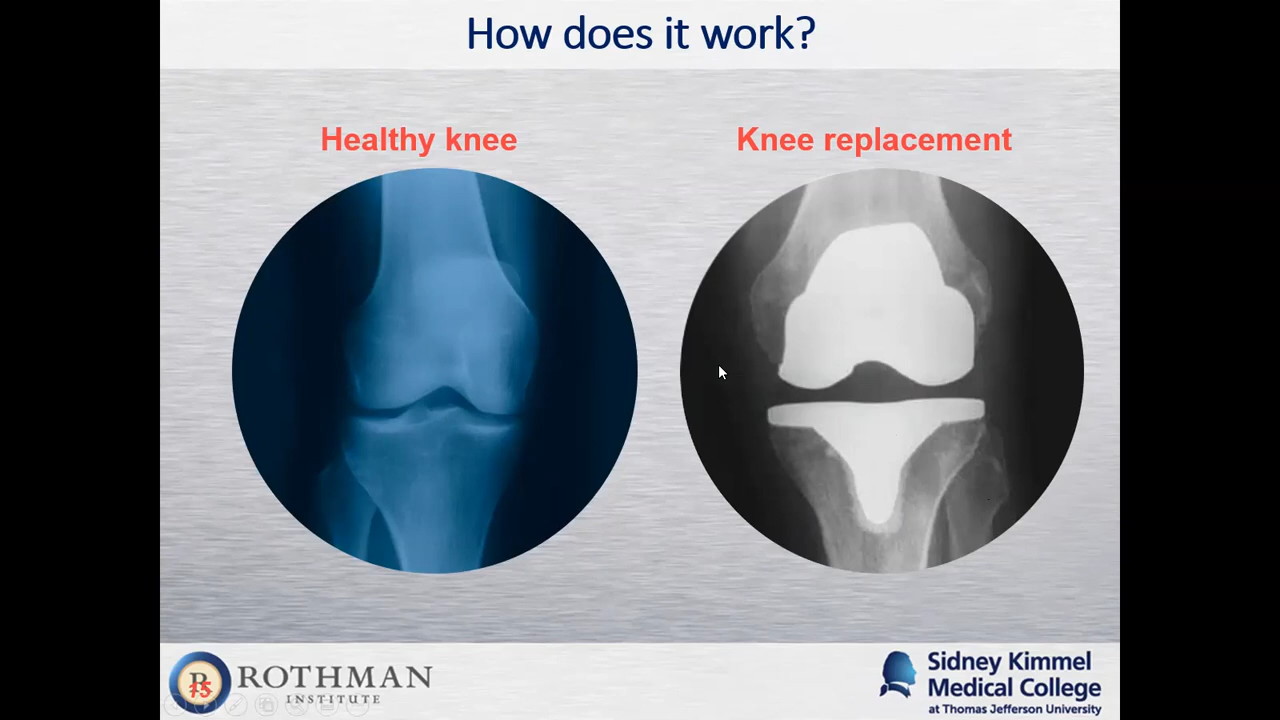 How does it work?
Healthy knee
Knee replacement
ROTHMAN
INSTITUTE
Sidney Kimmel
Medical College
at Thomas Jefferson University